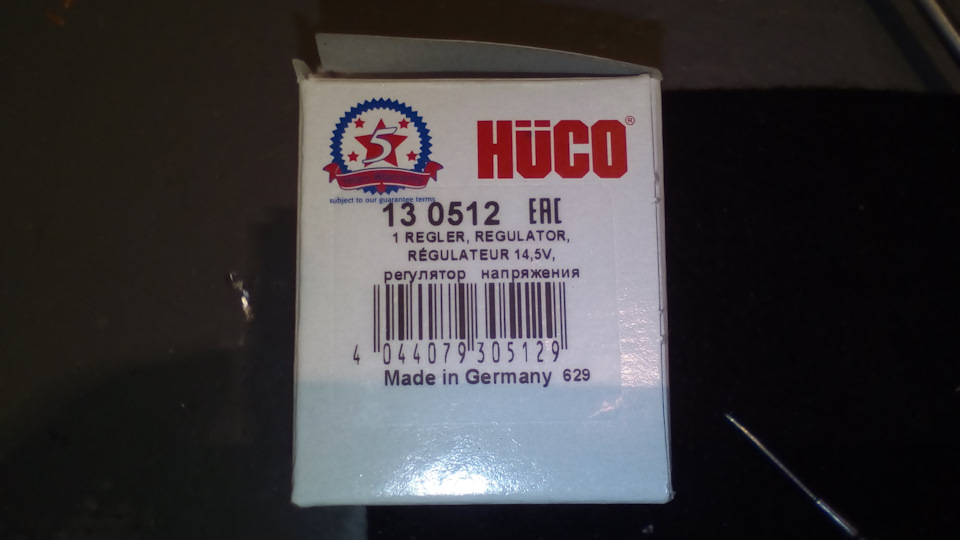 5
HÜCO®
subject to our guarantee terms
13 0512 EAC
1 REGLER, REGULATOR,
RÉGULATEUR 14,5V,
регулятор напряжения
4 044079 305129
Made in Germany 629